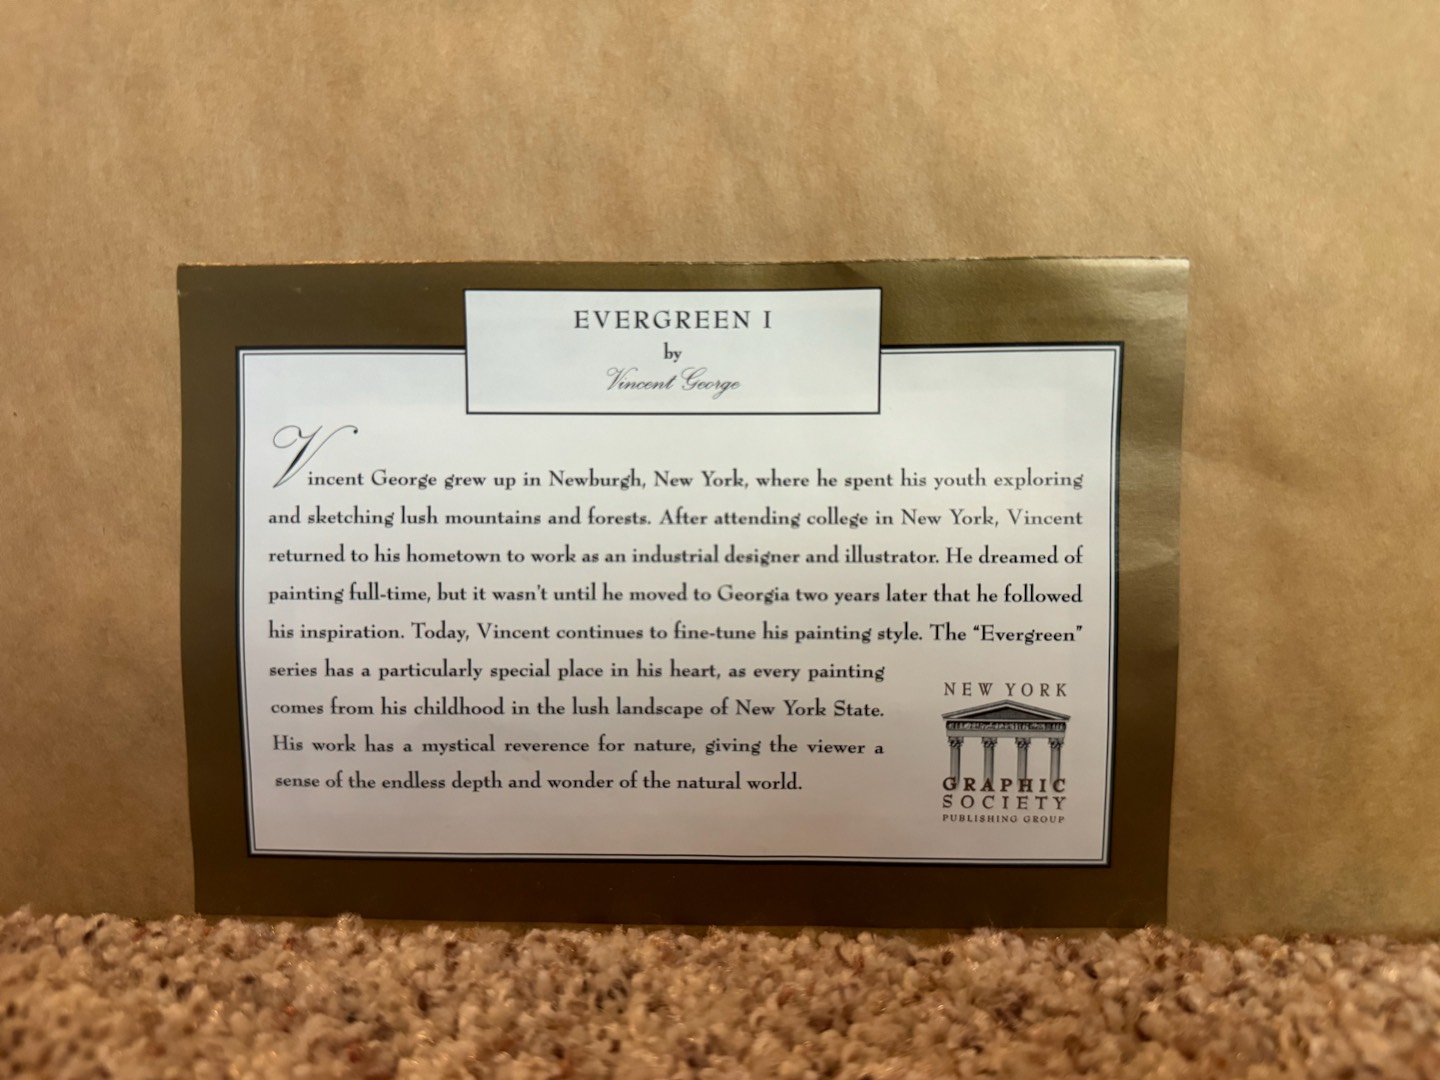 EVERGREEN I
by
Vincent George
Vincent George grew up in Newburgh, New York, where he spent his youth exploring
and sketching lush mountains and forests. After attending college in New York, Vincent
returned to his hometown to work as an industrial designer and illustrator. He dreamed of
painting full-time, but it wasn't until he moved to Georgia two years later that he followed
his inspiration. Today, Vincent continues to fine-tune his painting style. The "Evergreen"
series has a particularly special place in his heart, as every painting
comes from his childhood in the lush landscape of New York State.
His work has a mystical reverence for nature, giving the viewer a
sense of the endless depth and wonder of the natural world.
NEW YORK
GRAPHIC
SOCIETY
PUBLISHING GROUP